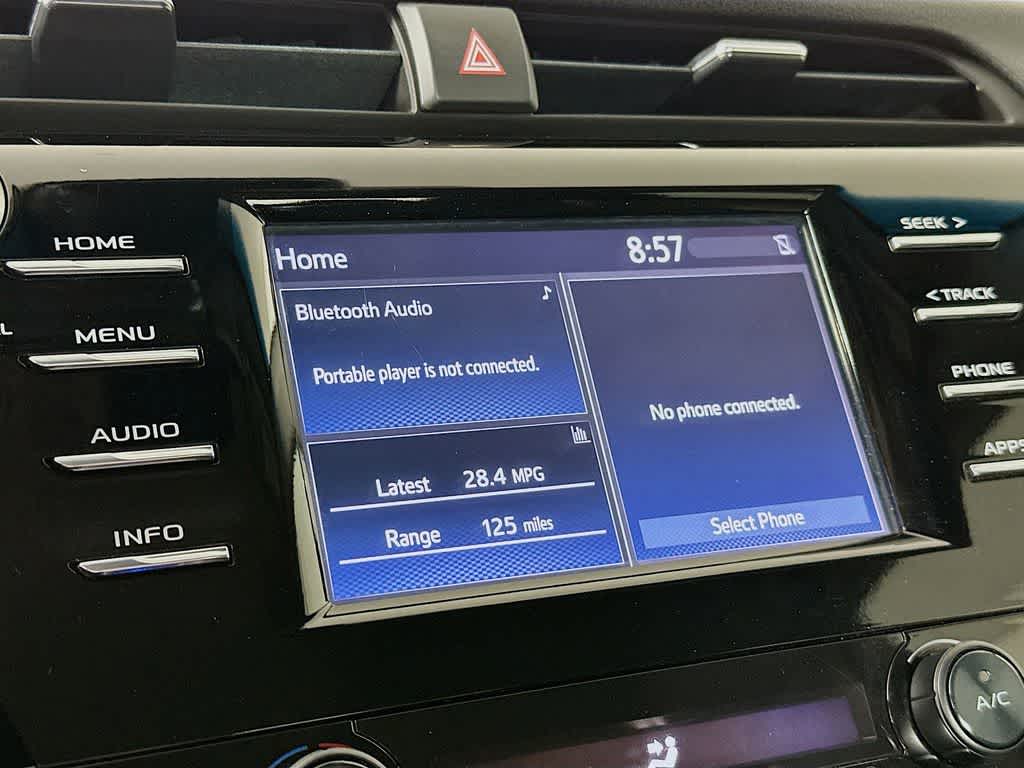 HOME
MENU
AUDIO
INFO
Home
8:57
Bluetooth Audio
Portable player is not connected.
Latest 28.4 MPG
Range 125 miles
No phone connected.
Select Phone
SEEK >
< TRACK
PHONE
APPS
A/C